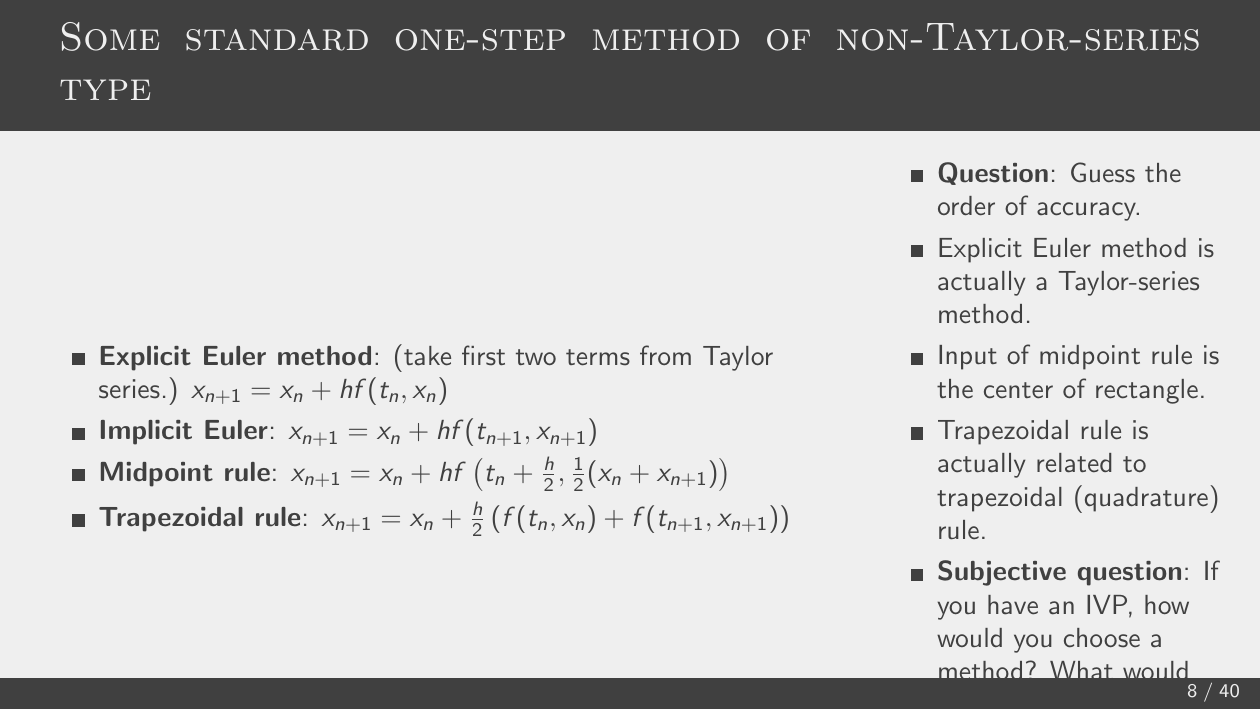 Some standard one-step method of non-Taylor-series
type
■ Explicit Euler method: (take first two terms from Taylor
series.) $x_{n+1} = x_n + hf(t_n, x_n)$
■ Implicit Euler: $x_{n+1} = x_n + hf(t_{n+1}, x_{n+1})$
■ Midpoint rule: $x_{n+1} = x_n + hf\left(t_n + \frac{h}{2}, \frac{1}{2}(x_n + x_{n+1})\right)$
■ Trapezoidal rule: $x_{n+1} = x_n + \frac{h}{2}\left(f(t_n, x_n) + f(t_{n+1}, x_{n+1})\right)$
■ Question: Guess the
order of accuracy.
■ Explicit Euler method is
actually a Taylor-series
method.
■ Input of midpoint rule is
the center of rectangle.
■ Trapezoidal rule is
actually related to
trapezoidal (quadrature)
rule.
■ Subjective question: If
you have an IVP, how
would you choose a
method? What would
8 / 40